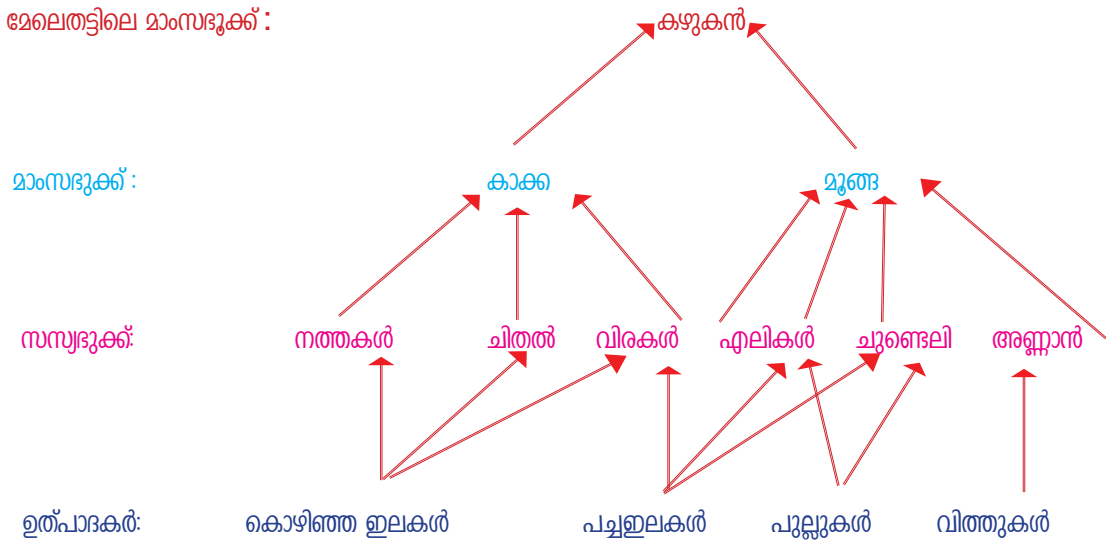 മേലെതട്ടിലെ മാംസഭൂക്ക് : കഴുകൻ
മാംസഭുക്ക് : കാക്ക മൂങ്ങ
സസ്യഭുക്ക്: നത്തകൾ ചിതൽ വിരകൾ എലികൾ ചുണ്ടെലി അണ്ണാൻ
ഉത്പാദകർ: കൊഴിഞ്ഞ ഇലകൾ പച്ചഇലകൾ പുല്ലുകൾ വിത്തുകൾ